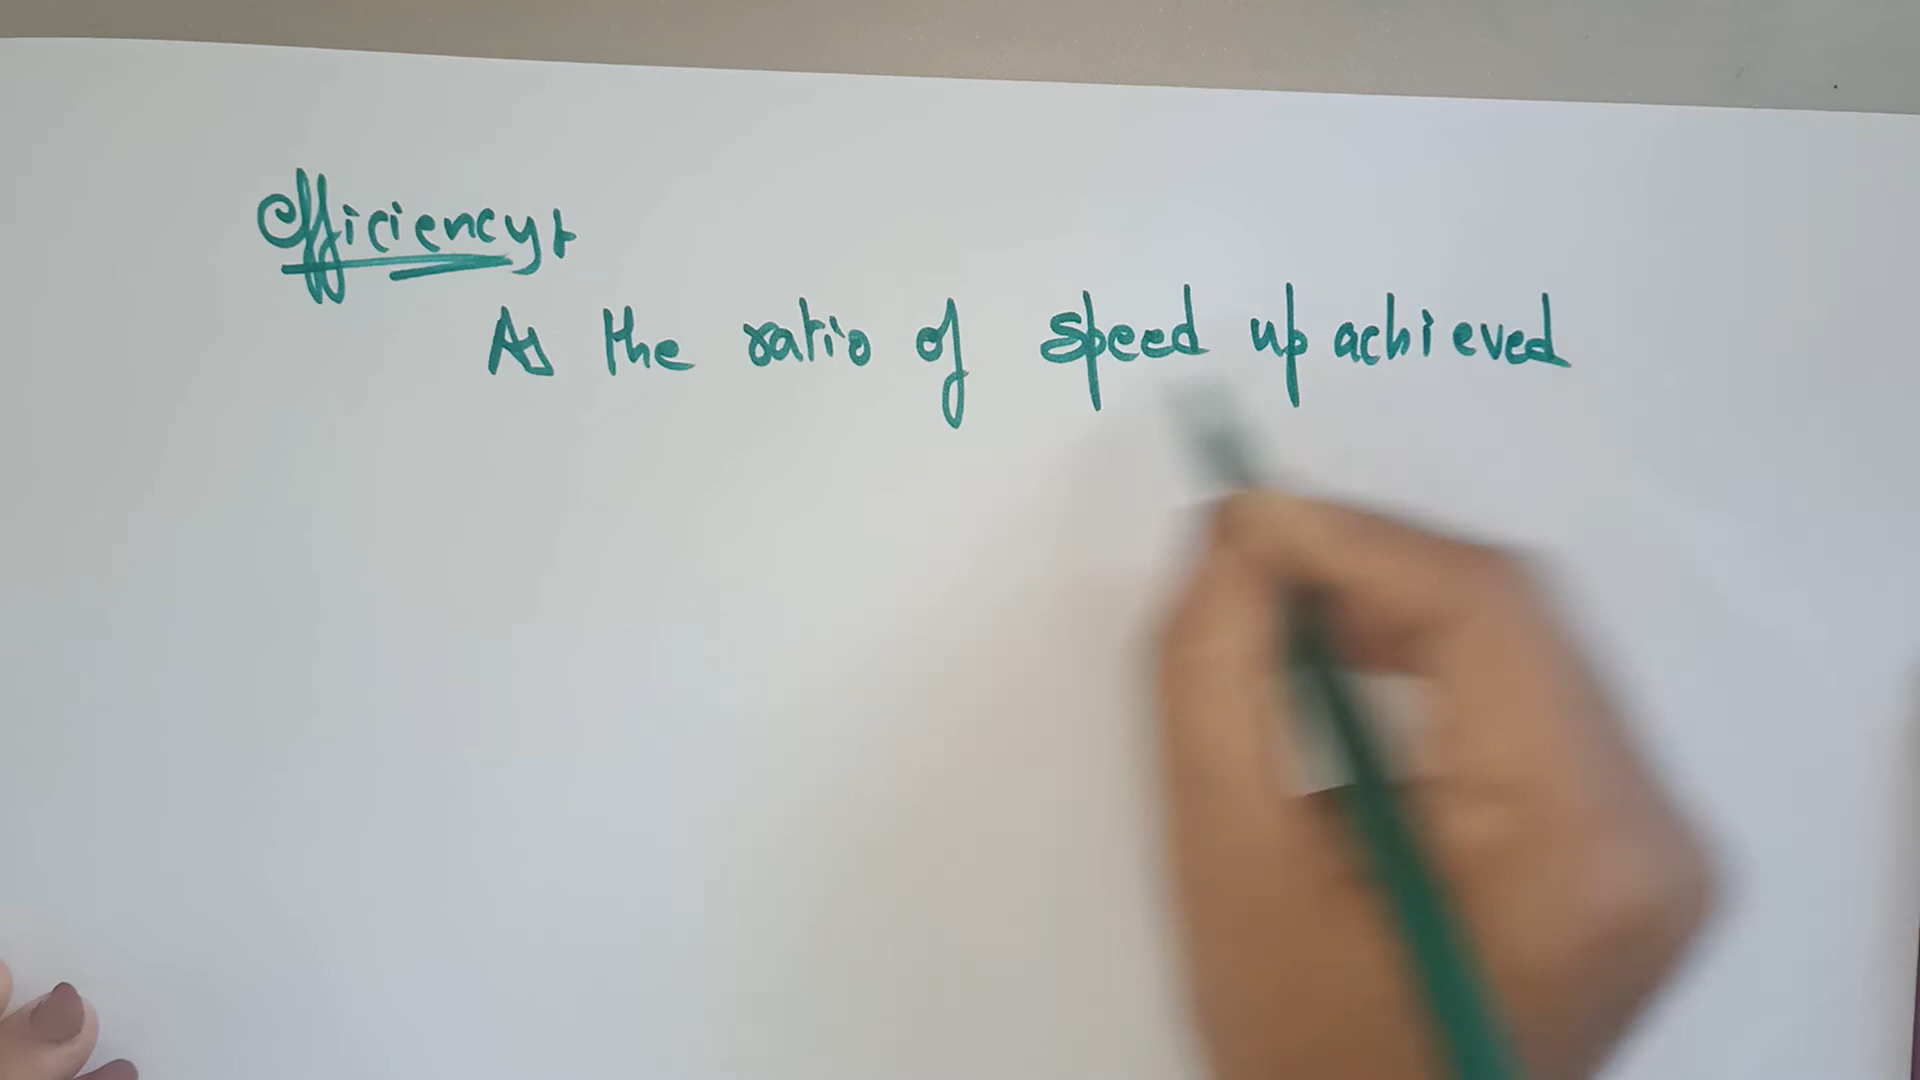 Efficiency:-
As the ratio of speed up achieved